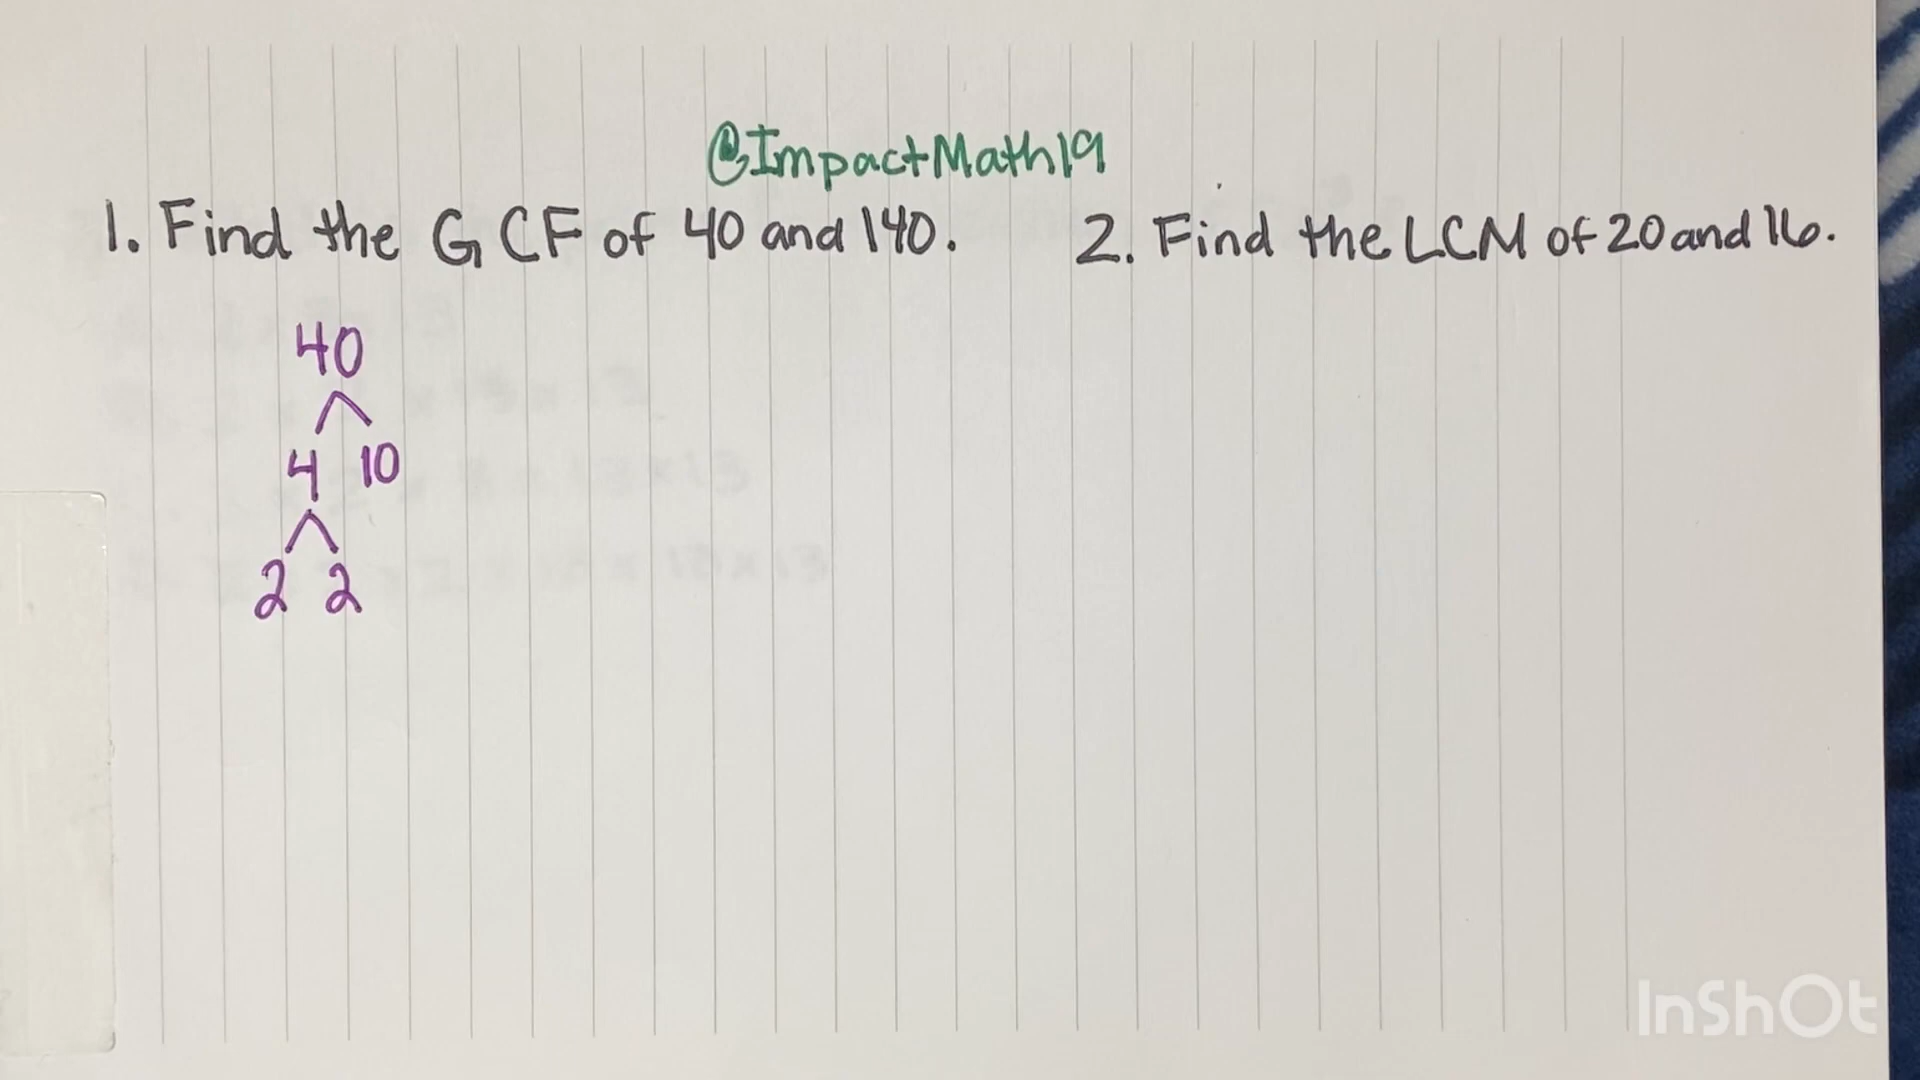 @ImpactMath19
1. Find the GCF of 40 and 140.
2. Find the LCM of 20 and 16.
40
4 10
2 2
InShOt